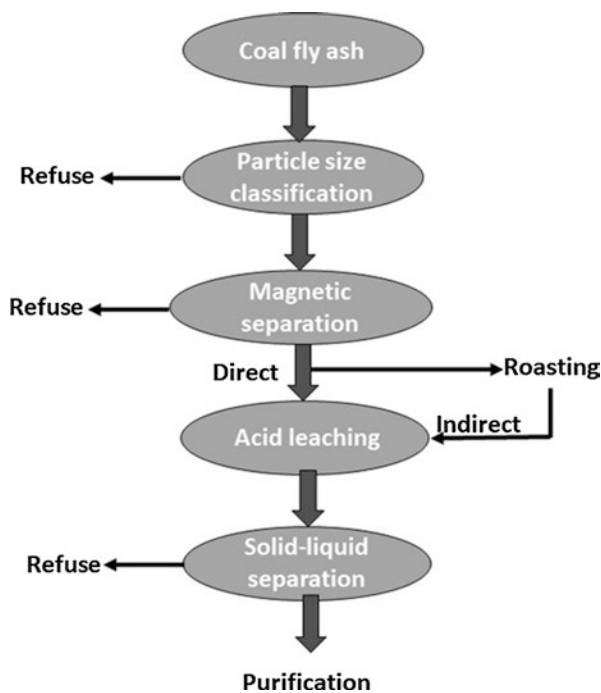 Coal fly ash
Particle size
classification
Refuse
Magnetic
separation
Refuse
Direct
Roasting
Indirect
Acid leaching
Solid-liquid
separation
Refuse
Purification